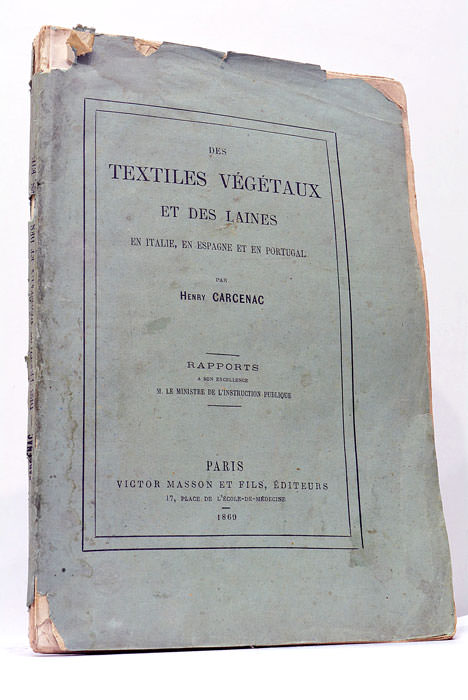 DES
TEXTILES VÉGÉTAUX
ET DES LAINES
EN ITALIE, EN ESPAGNE ET EN PORTUGAL
PAR
HENRY CARCENAC
RAPPORTS
A SON EXCELLENCE
M. LE MINISTRE DE L'INSTRUCTION PUBLIQUE
PARIS
VICTOR MASSON ET FILS, ÉDITEURS
17, PLACE DE L'ÉCOLE-DE-MÉDECINE
1869